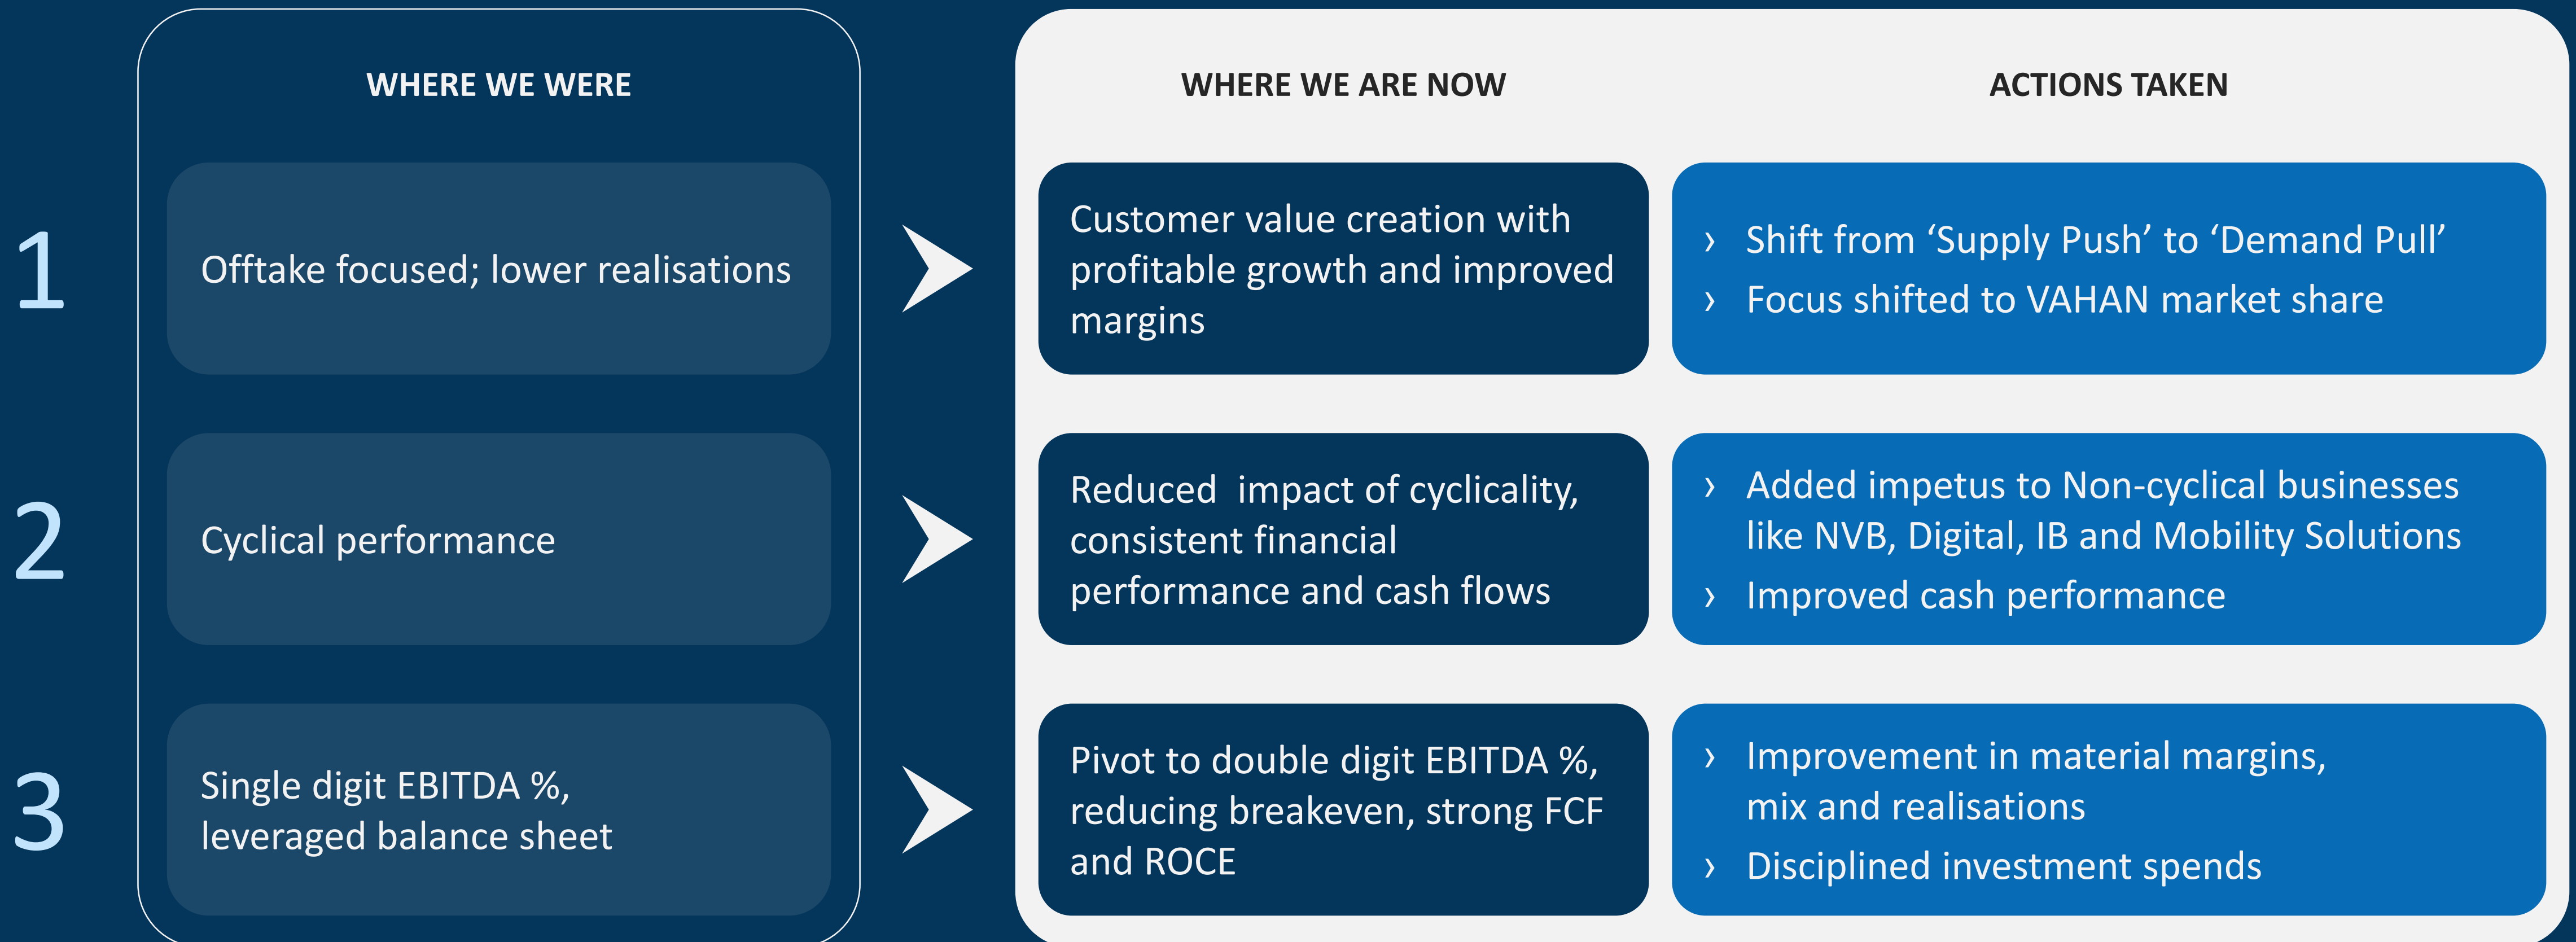 WHERE WE WERE
WHERE WE ARE NOW
ACTIONS TAKEN
1
Offtake focused; lower realisations
Customer value creation with
profitable growth and improved
margins
› Shift from ‘Supply Push’ to ‘Demand Pull’
› Focus shifted to VAHAN market share
2
Cyclical performance
Reduced  impact of cyclicality,
consistent financial
performance and cash flows
› Added impetus to Non-cyclical businesses
like NVB, Digital, IB and Mobility Solutions
› Improved cash performance
3
Single digit EBITDA %,
leveraged balance sheet
Pivot to double digit EBITDA %,
reducing breakeven, strong FCF
and ROCE
› Improvement in material margins,
mix and realisations
› Disciplined investment spends